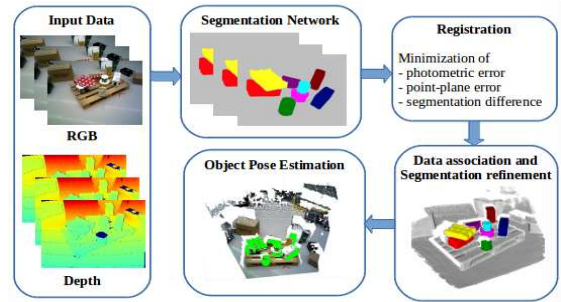 Input Data
RGB
Depth
Segmentation Network
Registration
Minimization of
- photometric error
- point-plane error
- segmentation difference
Data association and
Segmentation refinement
Object Pose Estimation